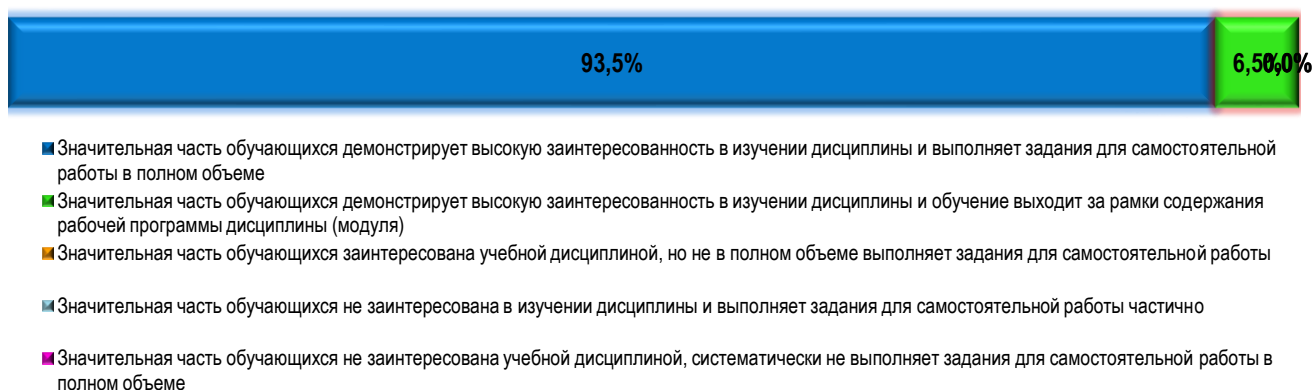 93,5%
6,5%
0,0%
Значительная часть обучающихся демонстрирует высокую заинтересованность в изучении дисциплины и выполняет задания для самостоятельной
работы в полном объеме
Значительная часть обучающихся демонстрирует высокую заинтересованность в изучении дисциплины и обучение выходит за рамки содержания
рабочей программы дисциплины (модуля)
Значительная часть обучающихся заинтересована учебной дисциплиной, но не в полном объеме выполняет задания для самостоятельной работы
Значительная часть обучающихся не заинтересована в изучении дисциплины и выполняет задания для самостоятельной работы частично
Значительная часть обучающихся не заинтересована учебной дисциплиной, систематически не выполняет задания для самостоятельной работы в
полном объеме